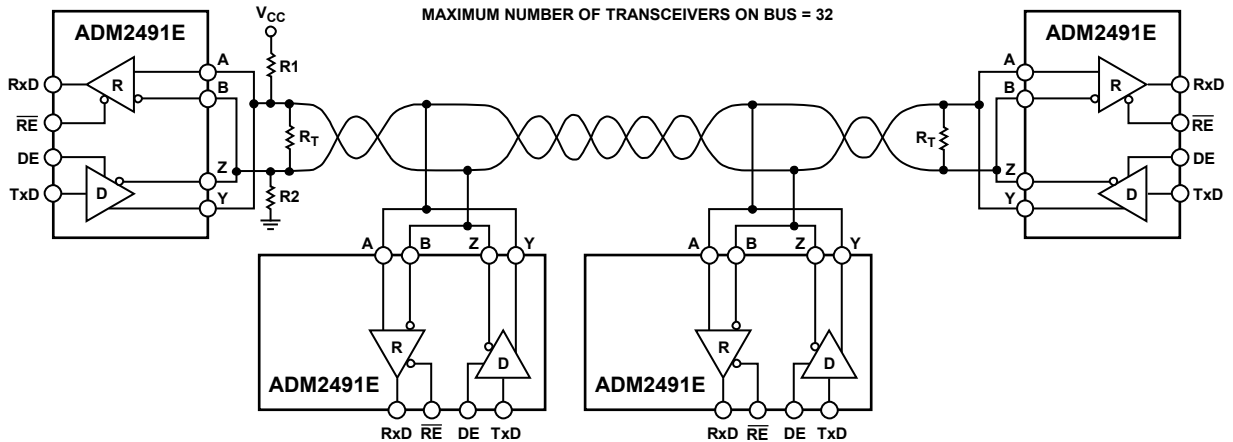 MAXIMUM NUMBER OF TRANSCEIVERS ON BUS = 32
VCC
ADM2491E
A
R1
RxD
R
B
RE
RT
DE
Z
TxD
D
Y
R2
ADM2491E
A
R
RxD
B
RE
RT
DE
Z
D
TxD
Y
A B Z Y
R
D
ADM2491E
RxD RE DE TxD
A B Z Y
R
D
ADM2491E
RxD RE DE TxD